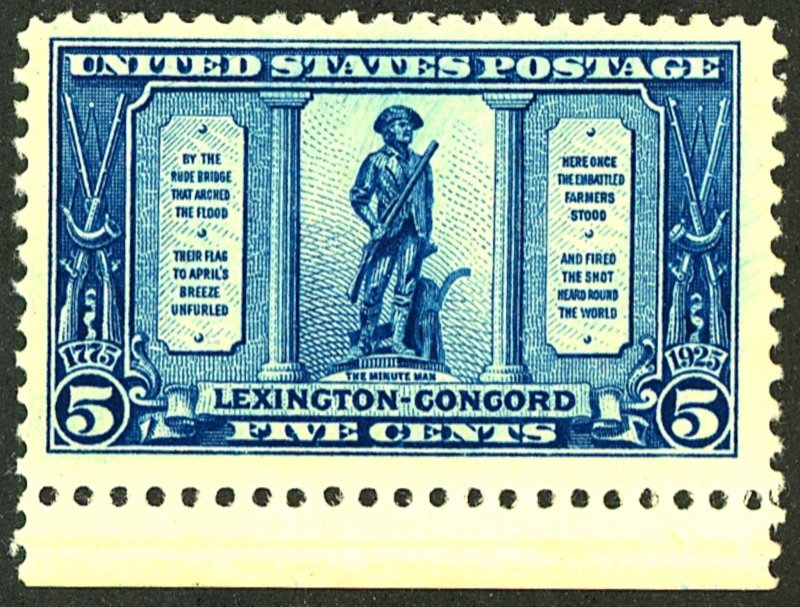 UNITED STATES POSTAGE
BY THE
RUDE BRIDGE
THAT ARCHED
THE FLOOD
THEIR FLAG
TO APRIL'S
BREEZE
UNFURLED
HERE ONCE
THE EMBATTLED
FARMERS
STOOD
AND FIRED
THE SHOT
HEARD ROUND
THE WORLD
THE MINUTE MAN
1775
1925
5
LEXINGTON-CONCORD
5
FIVE CENTS